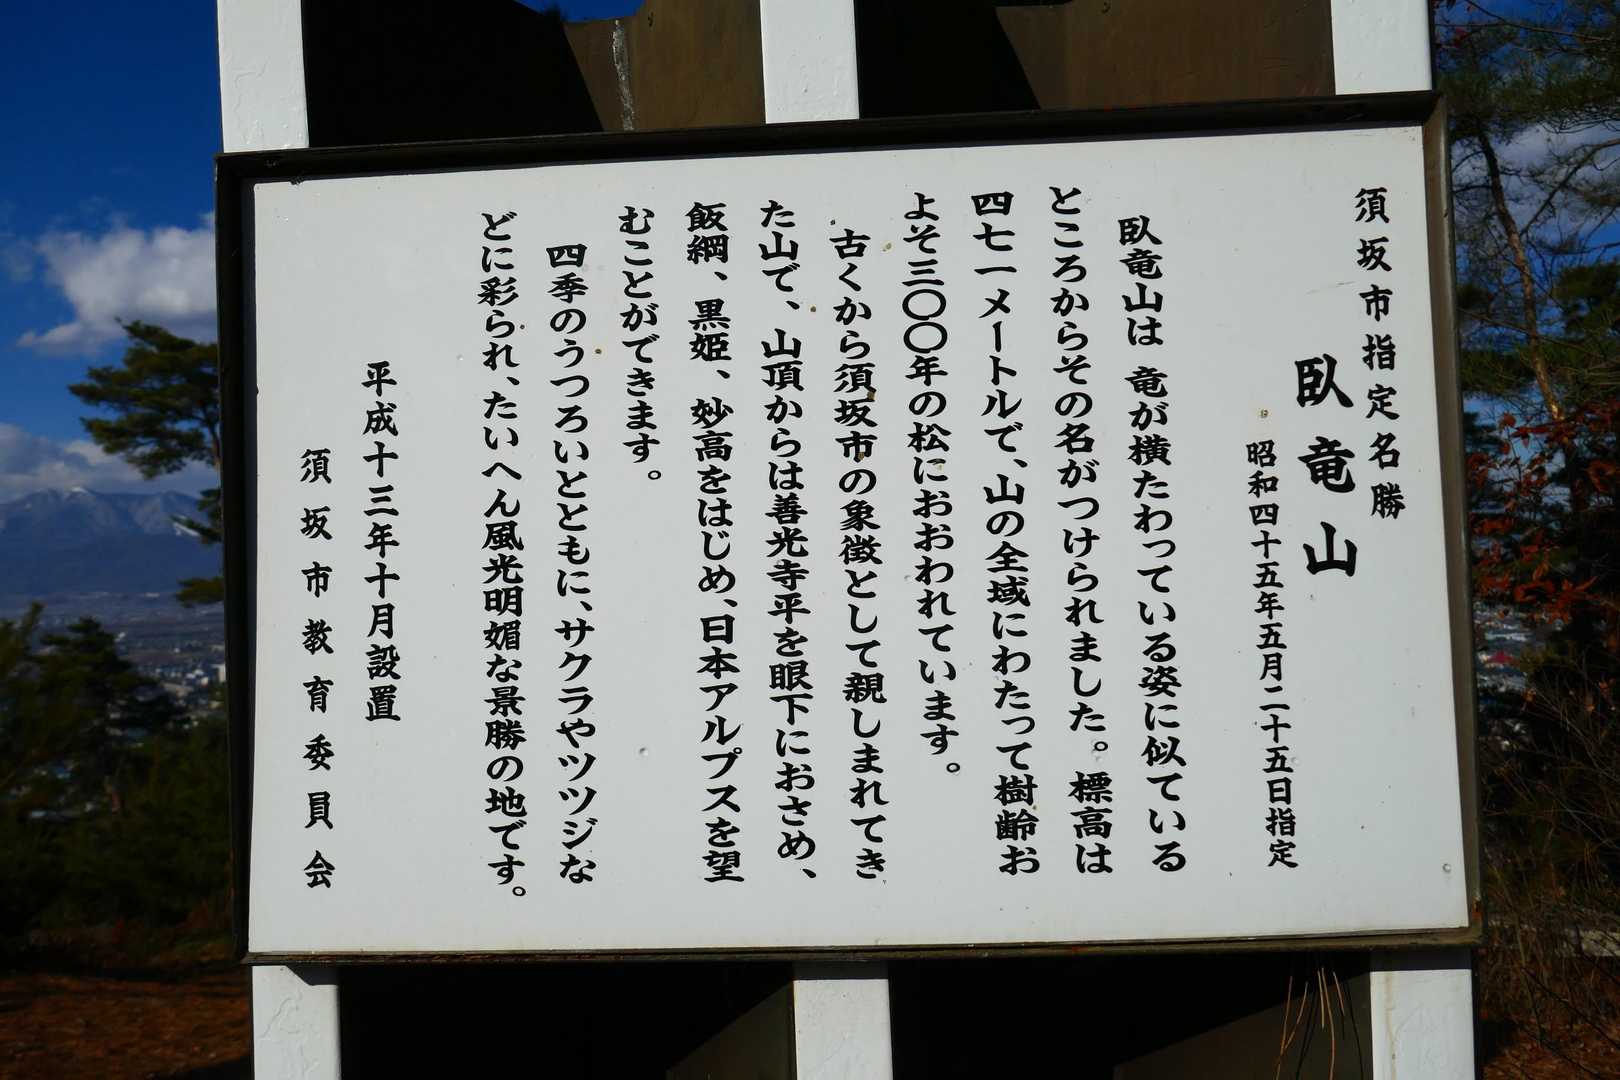 須坂市指定名勝
臥竜山
昭和四十五年五月二十五日指定
臥竜山は 竜が横たわっている姿に似ている
ところからその名がつけられました。標高は
四七一メートルで、山の全域にわたって樹齢お
よそ三〇〇年の松におおわれています。
古くから須坂市の象徴として親しまれてき
た山で、山頂からは善光寺平を眼下におさめ、
飯綱、黒姫、妙高をはじめ、日本アルプスを望
むことができます。
四季のうつろいとともに、サクラやツツジな
どに彩られ、たいへん風光明媚な景勝の地です。
平成十三年十月設置
須坂市教育委員会